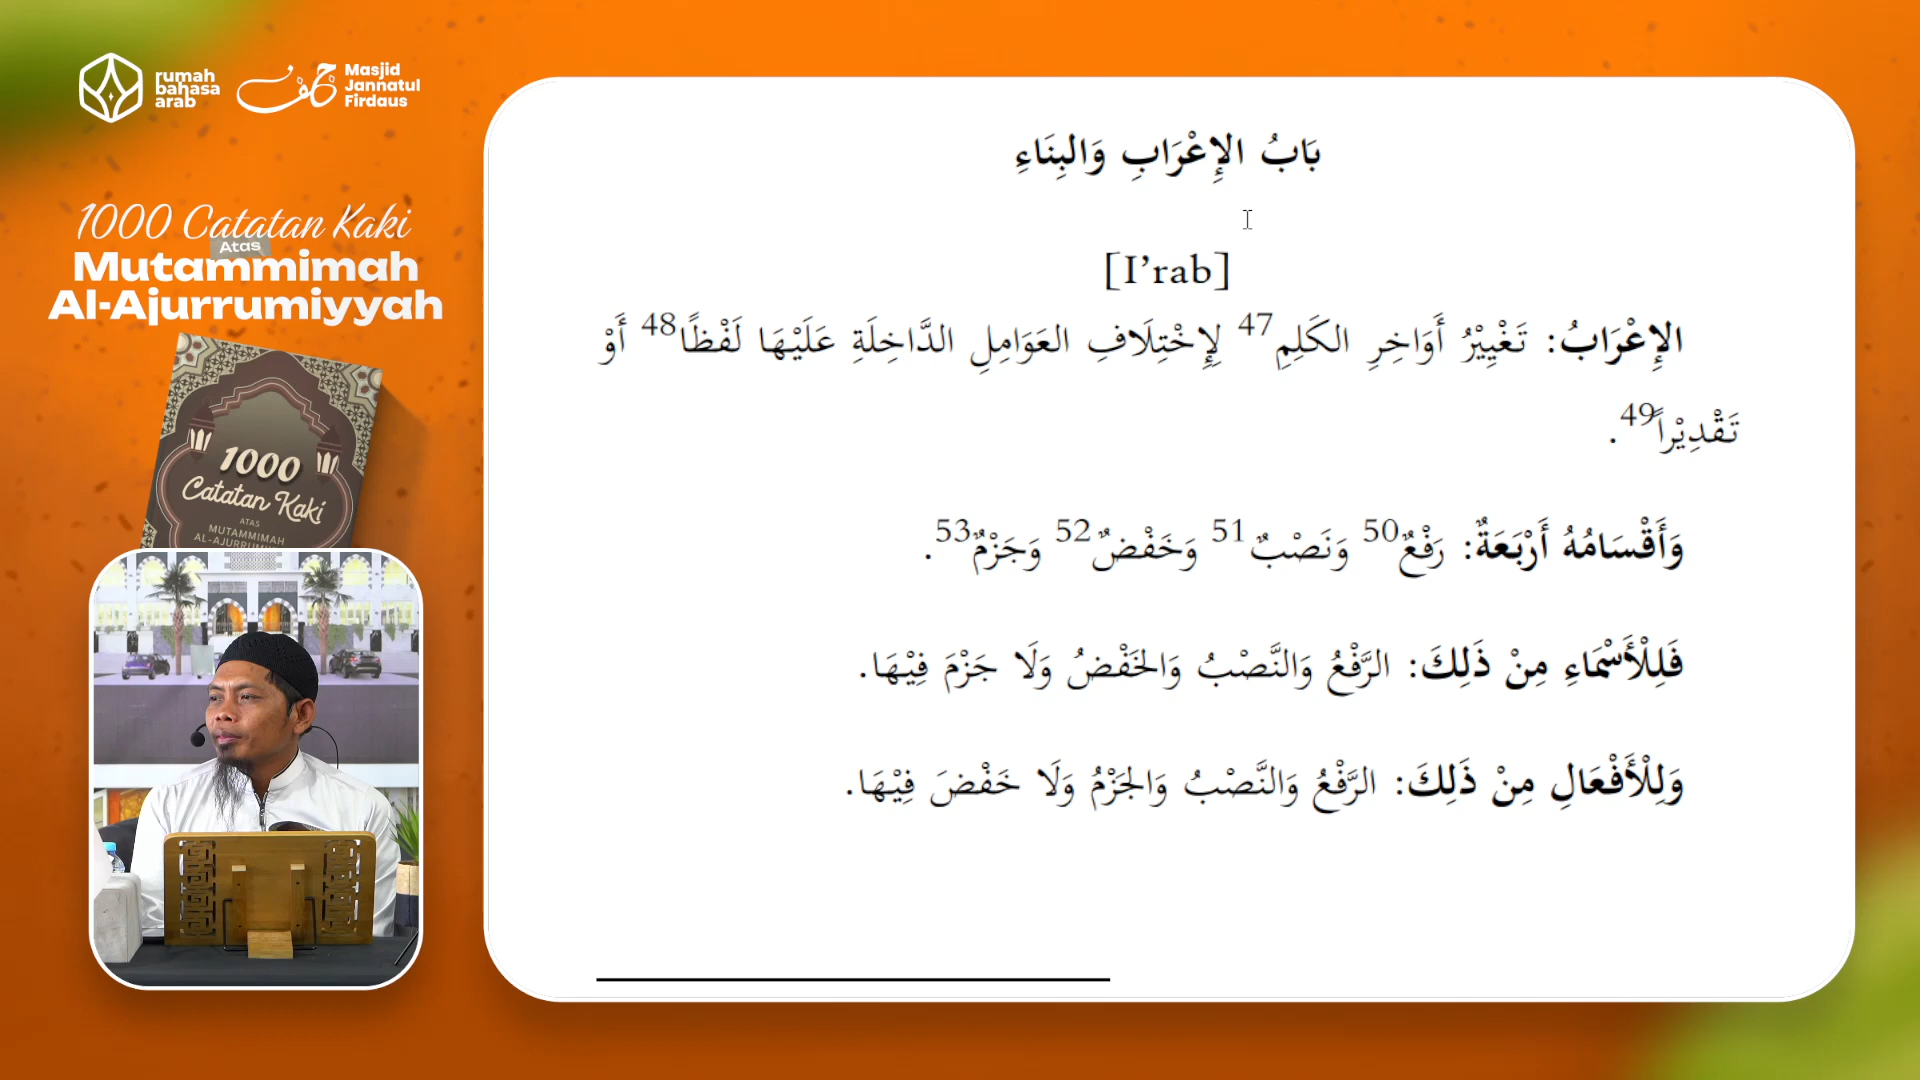 rumah
bahasa
arab
Masjid
Jannatul
Firdaus
1000 Catatan Kaki
Atas
Mutammimah
Al-Ajurrumiyyah
1000
Catatan Kaki
ATAS
MUTAMMIMAH
بَابُ الإِعْرَابِ وَالبِنَاءِ
[I’rab]
الإِعْرَابُ: تَغْيِيْرُ أَوَاخِرِ الكَلِمِ47 لِإِخْتِلَافِ العَوَامِلِ الدَّاخِلَةِ عَلَيْهَا لَفْظًا48 أَوْ
تَقْدِيْراً49.
وَأَقْسَامُهُ أَرْبَعَةٌ: رَفْعٌ50 وَنَصْبٌ51 وَخَفْضٌ52 وَجَزْمٌ53.
فَلِلْأَسْمَاءِ مِنْ ذَلِكَ: الرَّفْعُ وَالنَّصْبُ وَالخَفْضُ وَلَا جَزْمَ فِيْهَا.
وَلِلْأَفْعَالِ مِنْ ذَلِكَ: الرَّفْعُ وَالنَّصْبُ وَالجَزْمُ وَلَا خَفْضَ فِيْهَا.